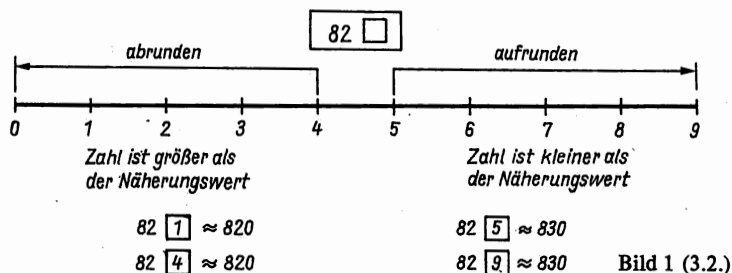 82 □
abrunden aufrunden
0 1 2 3 4 5 6 7 8 9
Zahl ist größer als Zahl ist kleiner als
der Näherungswert der Näherungswert
82 1 ≈ 820 82 5 ≈ 830
82 4 ≈ 820 82 9 ≈ 830 Bild 1 (3.2.)